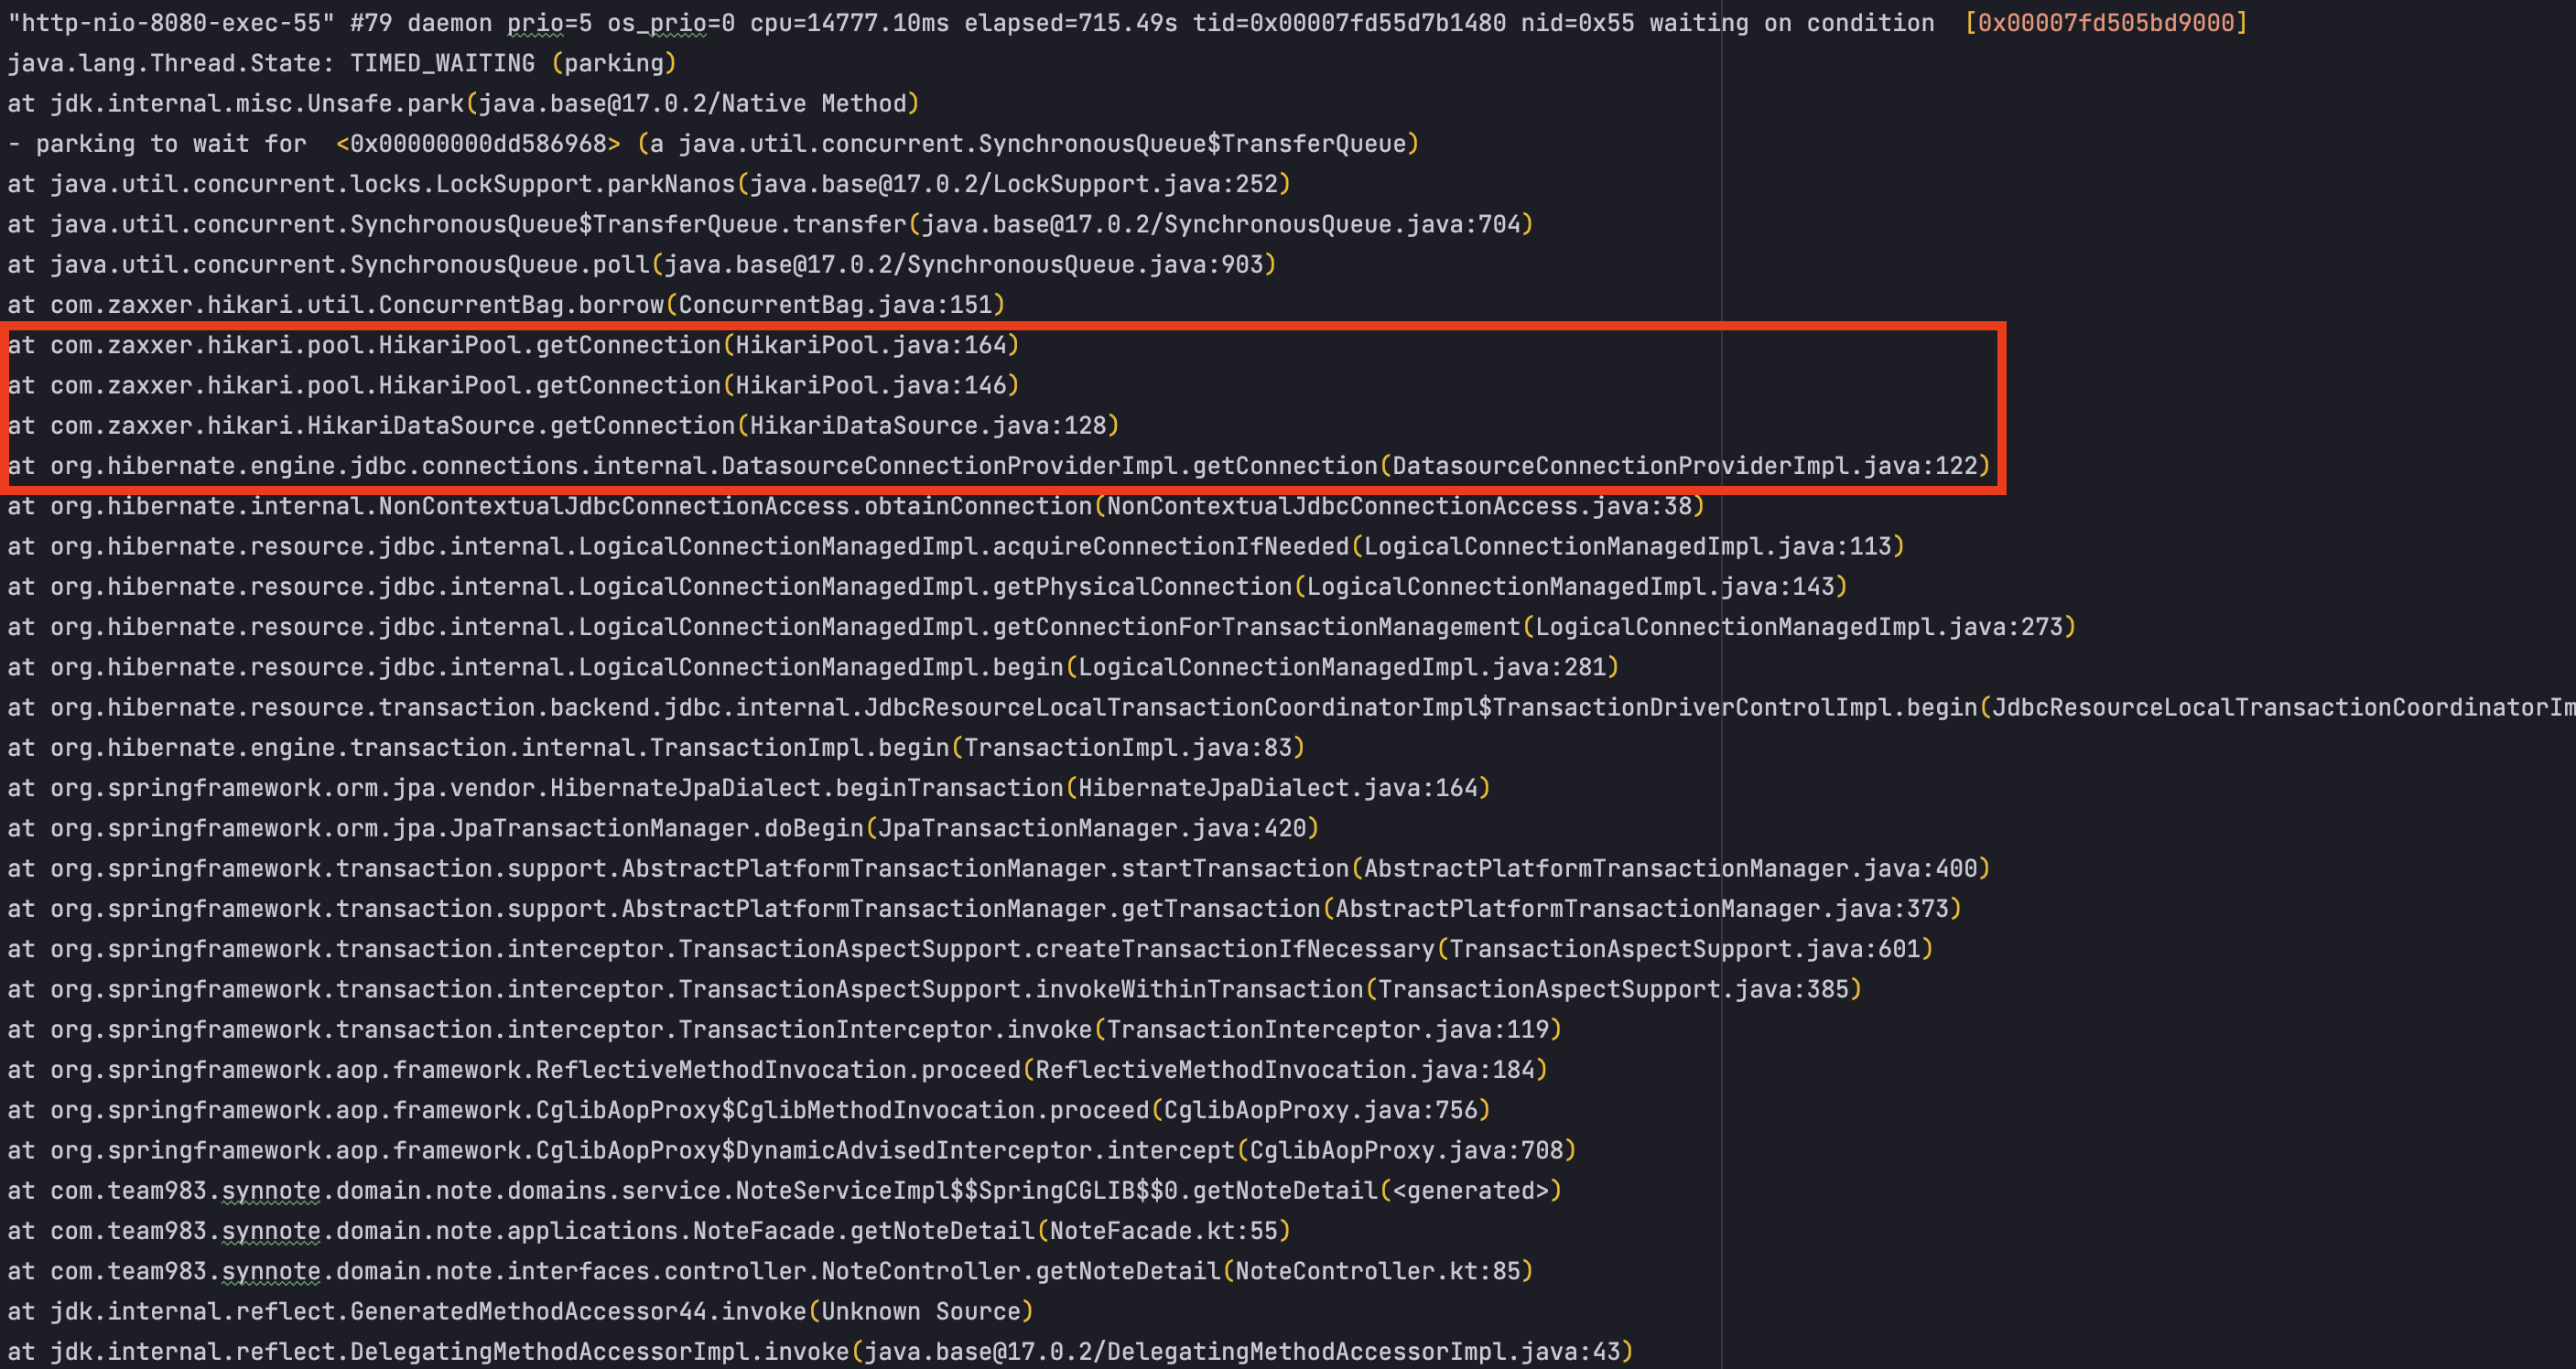 "http-nio-8080-exec-55" #79 daemon prio=5 os_prio=0 cpu=14777.10ms elapsed=715.49s tid=0x00007fd55d7b1480 nid=0x55 waiting on condition  [0x00007fd505bd9000]
java.lang.Thread.State: TIMED_WAITING (parking)
at jdk.internal.misc.Unsafe.park(java.base@17.0.2/Native Method)
- parking to wait for  <0x00000000dd586968> (a java.util.concurrent.SynchronousQueue$TransferQueue)
at java.util.concurrent.locks.LockSupport.parkNanos(java.base@17.0.2/LockSupport.java:252)
at java.util.concurrent.SynchronousQueue$TransferQueue.transfer(java.base@17.0.2/SynchronousQueue.java:704)
at java.util.concurrent.SynchronousQueue.poll(java.base@17.0.2/SynchronousQueue.java:903)
at com.zaxxer.hikari.util.ConcurrentBag.borrow(ConcurrentBag.java:151)
at com.zaxxer.hikari.pool.HikariPool.getConnection(HikariPool.java:164)
at com.zaxxer.hikari.pool.HikariPool.getConnection(HikariPool.java:146)
at com.zaxxer.hikari.HikariDataSource.getConnection(HikariDataSource.java:128)
at org.hibernate.engine.jdbc.connections.internal.DatasourceConnectionProviderImpl.getConnection(DatasourceConnectionProviderImpl.java:122)
at org.hibernate.internal.NonContextualJdbcConnectionAccess.obtainConnection(NonContextualJdbcConnectionAccess.java:38)
at org.hibernate.resource.jdbc.internal.LogicalConnectionManagedImpl.acquireConnectionIfNeeded(LogicalConnectionManagedImpl.java:113)
at org.hibernate.resource.jdbc.internal.LogicalConnectionManagedImpl.getPhysicalConnection(LogicalConnectionManagedImpl.java:143)
at org.hibernate.resource.jdbc.internal.LogicalConnectionManagedImpl.getConnectionForTransactionManagement(LogicalConnectionManagedImpl.java:273)
at org.hibernate.resource.jdbc.internal.LogicalConnectionManagedImpl.begin(LogicalConnectionManagedImpl.java:281)
at org.hibernate.resource.transaction.backend.jdbc.internal.JdbcResourceLocalTransactionCoordinatorImpl$TransactionDriverControlImpl.begin(JdbcResourceLocalTransactionCoordinatorIm
at org.hibernate.engine.transaction.internal.TransactionImpl.begin(TransactionImpl.java:83)
at org.springframework.orm.jpa.vendor.HibernateJpaDialect.beginTransaction(HibernateJpaDialect.java:164)
at org.springframework.orm.jpa.JpaTransactionManager.doBegin(JpaTransactionManager.java:420)
at org.springframework.transaction.support.AbstractPlatformTransactionManager.startTransaction(AbstractPlatformTransactionManager.java:400)
at org.springframework.transaction.support.AbstractPlatformTransactionManager.getTransaction(AbstractPlatformTransactionManager.java:373)
at org.springframework.transaction.interceptor.TransactionAspectSupport.createTransactionIfNecessary(TransactionAspectSupport.java:601)
at org.springframework.transaction.interceptor.TransactionAspectSupport.invokeWithinTransaction(TransactionAspectSupport.java:385)
at org.springframework.transaction.interceptor.TransactionInterceptor.invoke(TransactionInterceptor.java:119)
at org.springframework.aop.framework.ReflectiveMethodInvocation.proceed(ReflectiveMethodInvocation.java:184)
at org.springframework.aop.framework.CglibAopProxy$CglibMethodInvocation.proceed(CglibAopProxy.java:756)
at org.springframework.aop.framework.CglibAopProxy$DynamicAdvisedInterceptor.intercept(CglibAopProxy.java:708)
at com.team983.synnote.domain.note.domains.service.NoteServiceImpl$$SpringCGLIB$$0.getNoteDetail(<generated>)
at com.team983.synnote.domain.note.applications.NoteFacade.getNoteDetail(NoteFacade.kt:55)
at com.team983.synnote.domain.note.interfaces.controller.NoteController.getNoteDetail(NoteController.kt:85)
at jdk.internal.reflect.GeneratedMethodAccessor44.invoke(Unknown Source)
at jdk.internal.reflect.DelegatingMethodAccessorImpl.invoke(java.base@17.0.2/DelegatingMethodAccessorImpl.java:43)